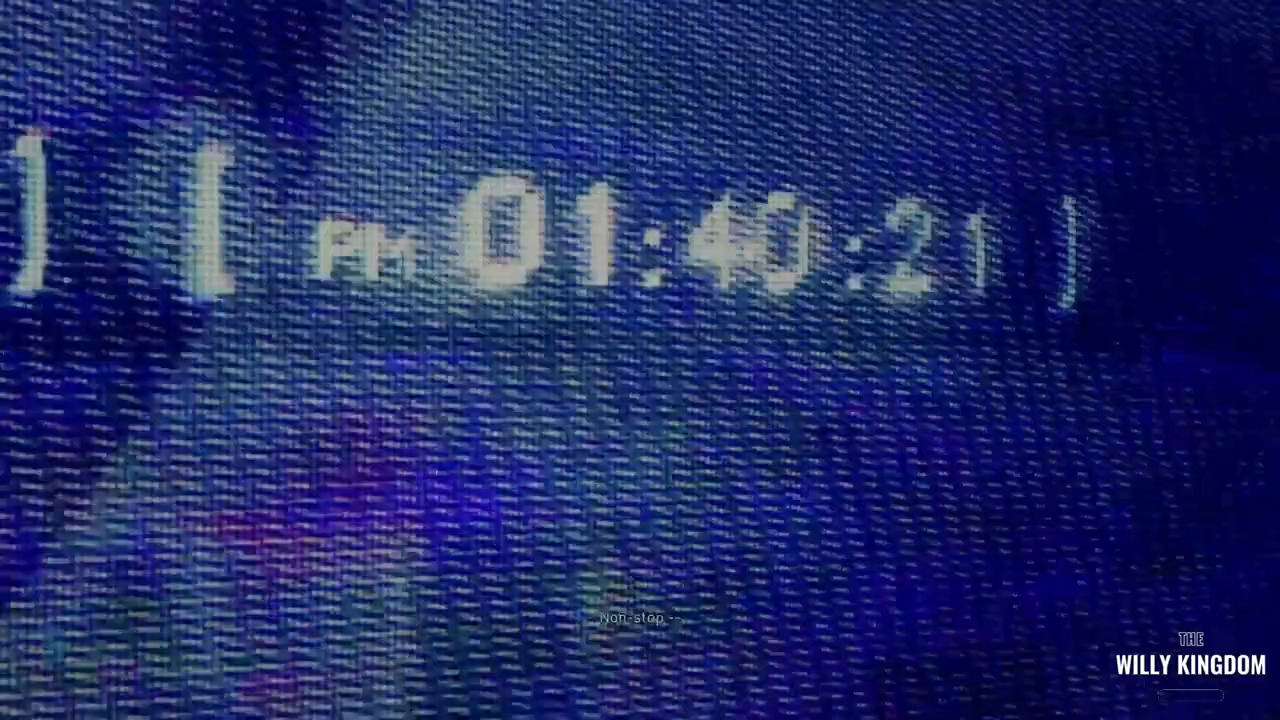 ) ( PM 01:40:21 )
Non-stop --
THE
WILLY KINGDOM